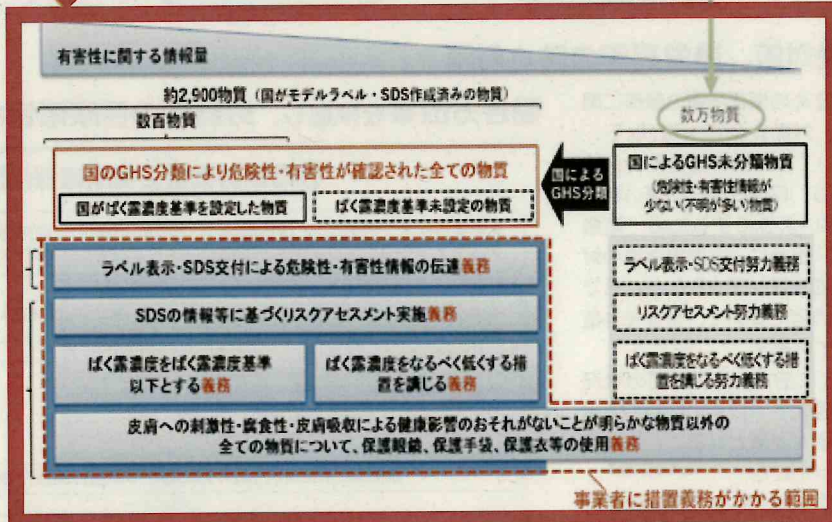 有害性に関する情報量
約2,900物質（国がモデルラベル・SDS作成済みの物質）
数百物質
数万物質
国のGHS分類により危険性・有害性が確認された全ての物質
国がばく露濃度基準を設定した物質
ばく露濃度基準未設定の物質
国による
GHS分類
国によるGHS未分類物質
（危険性・有害性情報が
少ない（不明が多い）物質）
ラベル表示・SDS交付による危険性・有害性情報の伝達義務
ラベル表示・SDS交付努力義務
SDSの情報等に基づくリスクアセスメント実施義務
リスクアセスメント努力義務
ばく露濃度をばく露濃度基準
以下とする義務
ばく露濃度をなるべく低くする措
置を講じる義務
ばく露濃度をなるべく低くする措
置を講じる努力義務
皮膚への刺激性・腐食性・皮膚吸収による健康影響のおそれがないことが明らかな物質以外の
全ての物質について、保護眼鏡、保護手袋、保護衣等の使用義務
事業者に措置義務がかかる範囲